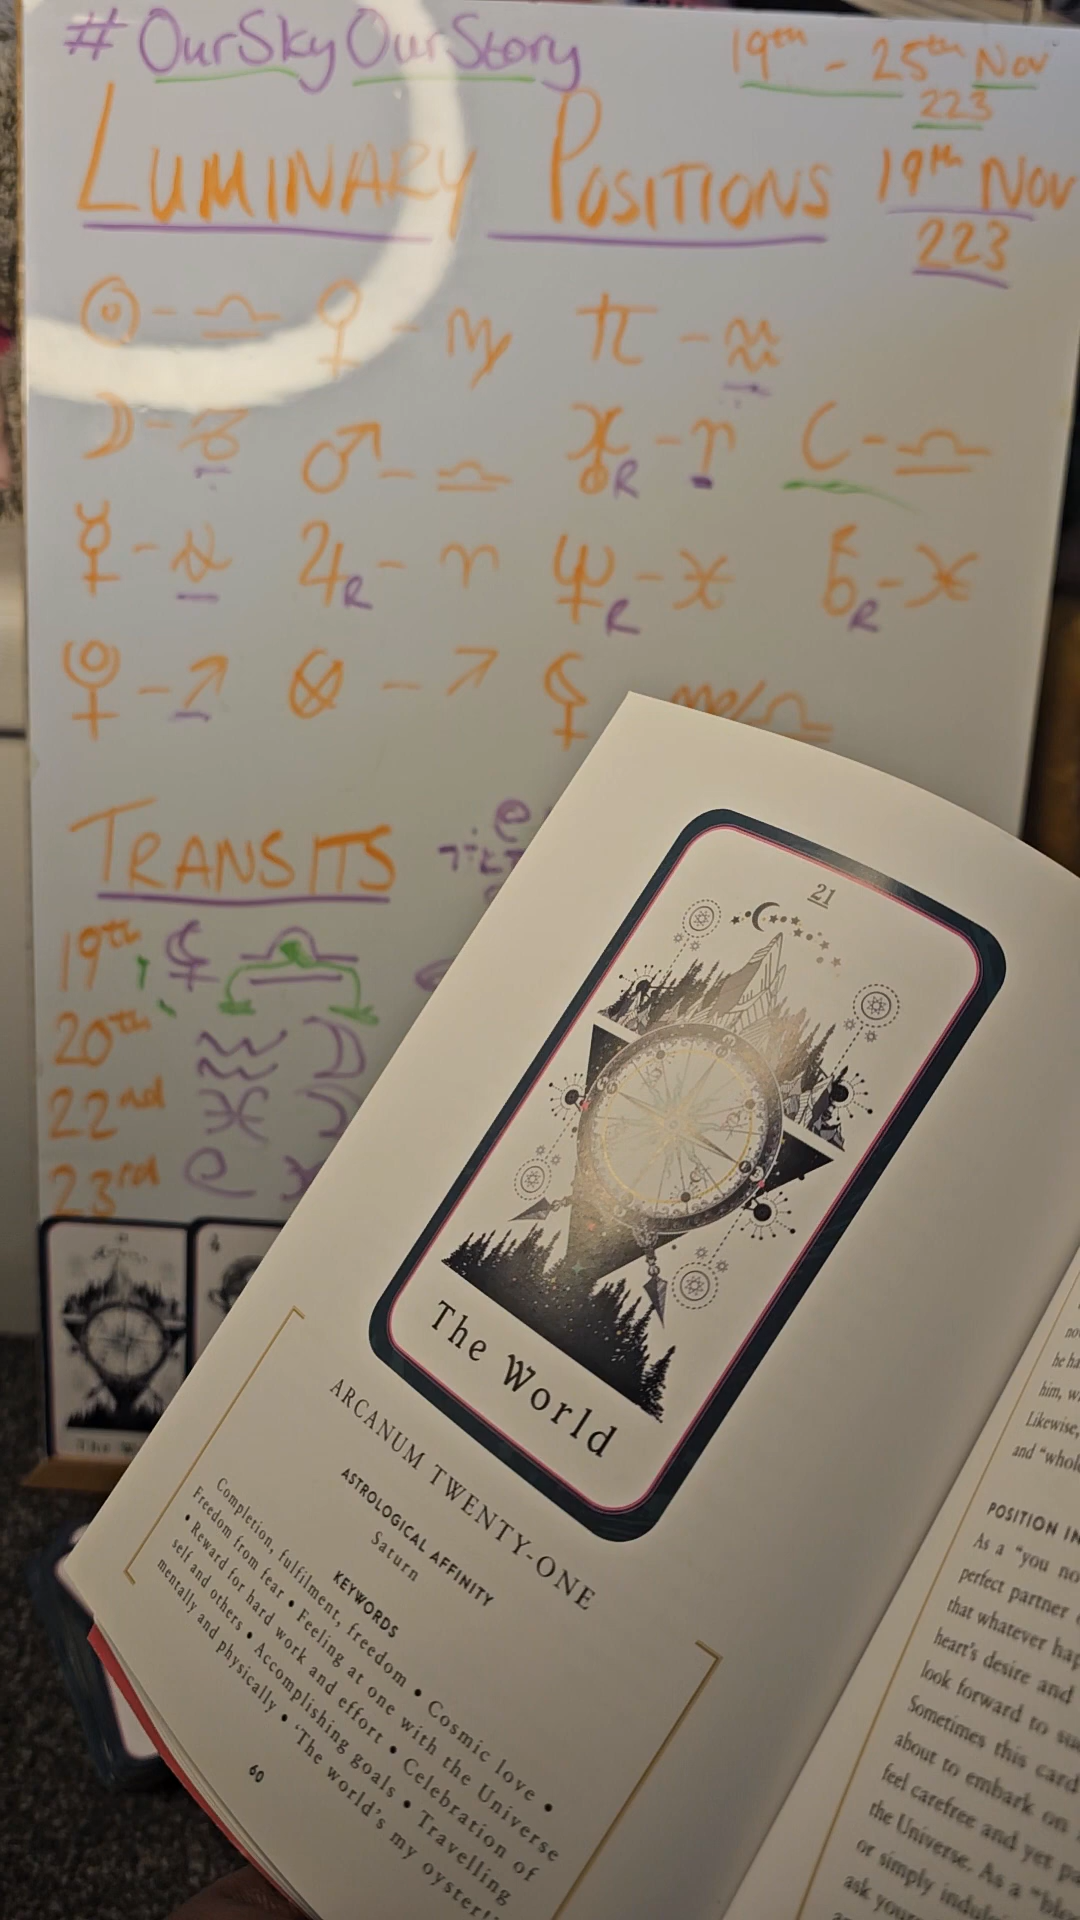 #OurSkyOurStory
19th - 25th Nov
223
LUMINARY POSITIONS
19th NOV
223
☉ - ♎ ♀ - ♑
♂ - ♎
R - ♈
☿ -
♃ R - ♈
♆ R - ♓
R - ♓
- ♐
⊗ - ♐
⚸ ♍/♎
TRANSITS
19th, ⚸ ♎
20th, ♒ ☽
22nd ♓ ☽
23rd
21
The World
ARCANUM TWENTY-ONE
ASTROLOGICAL AFFINITY
Saturn
KEYWORDS
Completion, fulfilment, freedom • Cosmic love •
Freedom from fear • Feeling at one with the Universe
• Reward for hard work and effort • Celebration of
self and others • Accomplishing goals • Travelling
mentally and physically • 'The world's my oyster!'
60
he ha
him, w
Likewise,
and "whol
POSITION IN
As a "you no
perfect partner
that whatever hap
heart's desire and
look forward to su
Sometimes this card
about to embark on
feel carefree and yet p
the Universe. As a "blo
or simply indul
ask your